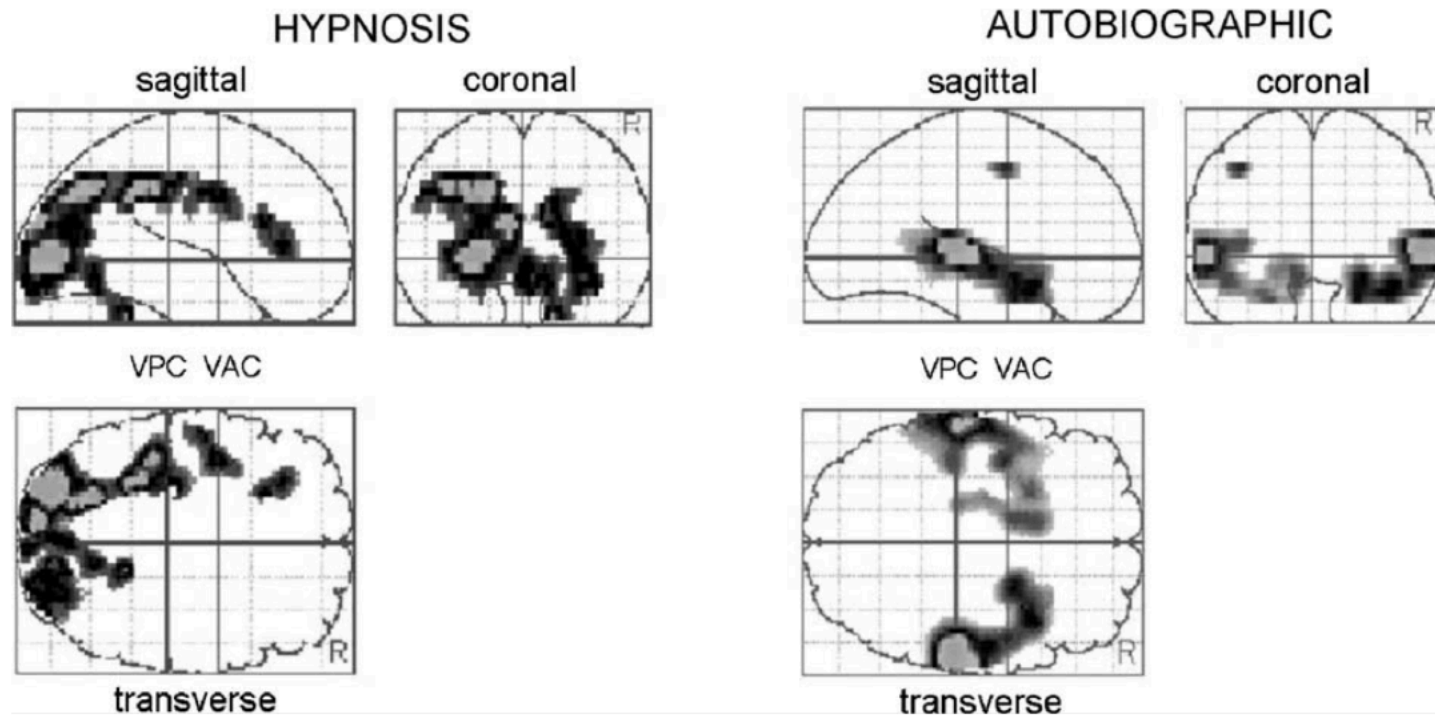 HYPNOSIS
sagittal coronal
R
VPC VAC
R
transverse
AUTOBIOGRAPHIC
sagittal coronal
R
VPC VAC
R
transverse